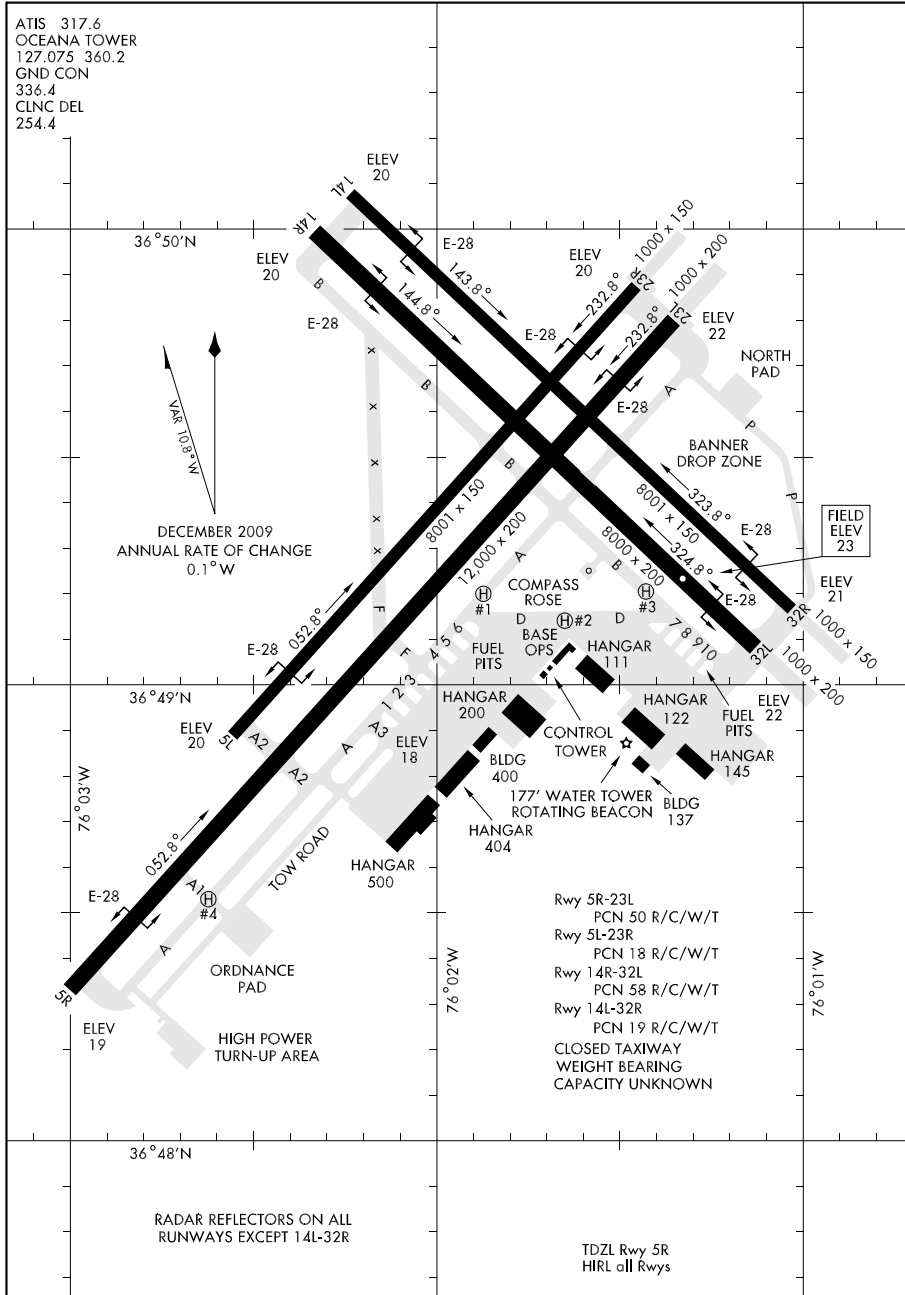 ATIS 317.6
OCEANA TOWER
127.075 360.2
GND CON
336.4
CLNC DEL
254.4
ELEV
20
14L
14R
36°50'N
ELEV
20
E-28
143.8°
144.8°
E-28
B
ELEV
20
232.8°
23R
1000 x 150
232.8°
23L
1000 x 200
ELEV
22
E-28
E-28
NORTH
PAD
A
P
P
B
B
x
x
x
x
x
VAR 10.8°W
BANNER
DROP ZONE
323.8°
324.8°
8001 x 150
8000 x 200
8001 x 150
12,000 x 200
E-28
FIELD
ELEV
23
DECEMBER 2009
ANNUAL RATE OF CHANGE
0.1°W
A
B
COMPASS
ROSE
H
#1
H
#2
H
#3
E-28
ELEV
21
32R
1000 x 150
32L
1000 x 200
ELEV
22
F
F
D
D
052.8°
E-28
FUEL
PITS
BASE
OPS
HANGAR
111
7 8 9 10
FUEL
PITS
1 2 3 4 5 6
36°49'N
HANGAR
200
HANGAR
122
CONTROL
TOWER
HANGAR
145
ELEV
20
5L
A2
A2
A
A3
ELEV
18
BLDG
400
177' WATER TOWER
ROTATING BEACON
BLDG
137
HANGAR
404
HANGAR
500
76°03'W
052.8°
TOW ROAD
E-28
A1
H
#4
A
5R
ELEV
19
ORDNANCE
PAD
HIGH POWER
TURN-UP AREA
76°02'W
76°01'W
Rwy 5R-23L
PCN 50 R/C/W/T
Rwy 5L-23R
PCN 18 R/C/W/T
Rwy 14R-32L
PCN 58 R/C/W/T
Rwy 14L-32R
PCN 19 R/C/W/T
CLOSED TAXIWAY
WEIGHT BEARING
CAPACITY UNKNOWN
36°48'N
RADAR REFLECTORS ON ALL
RUNWAYS EXCEPT 14L-32R
TDZL Rwy 5R
HIRL all Rwys